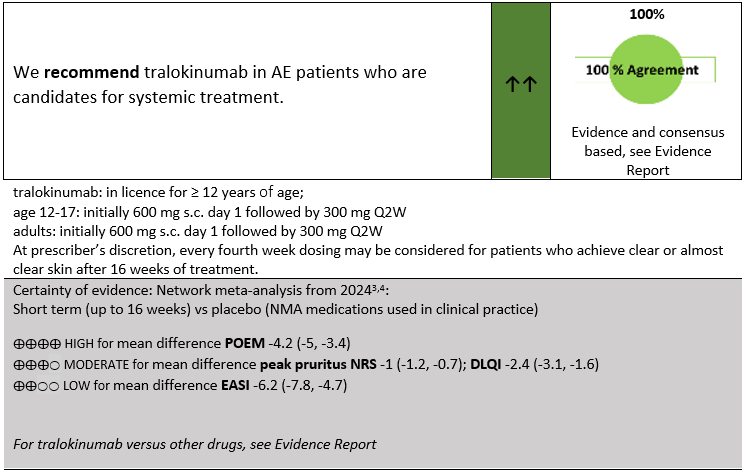 We recommend tralokinumab in AE patients who are
candidates for systemic treatment.
↑↑
100%
100 % Agreement
Evidence and consensus
based, see Evidence
Report
tralokinumab: in licence for ≥ 12 years of age;
age 12-17: initially 600 mg s.c. day 1 followed by 300 mg Q2W
adults: initially 600 mg s.c. day 1 followed by 300 mg Q2W
At prescriber’s discretion, every fourth week dosing may be considered for patients who achieve clear or almost
clear skin after 16 weeks of treatment.
Certainty of evidence: Network meta-analysis from 2024³,⁴:
Short term (up to 16 weeks) vs placebo (NMA medications used in clinical practice)
⊕⊕⊕⊕ HIGH for mean difference POEM -4.2 (-5, -3.4)
⊕⊕⊕○ MODERATE for mean difference peak pruritus NRS -1 (-1.2, -0.7); DLQI -2.4 (-3.1, -1.6)
⊕⊕○○ LOW for mean difference EASI -6.2 (-7.8, -4.7)
For tralokinumab versus other drugs, see Evidence Report